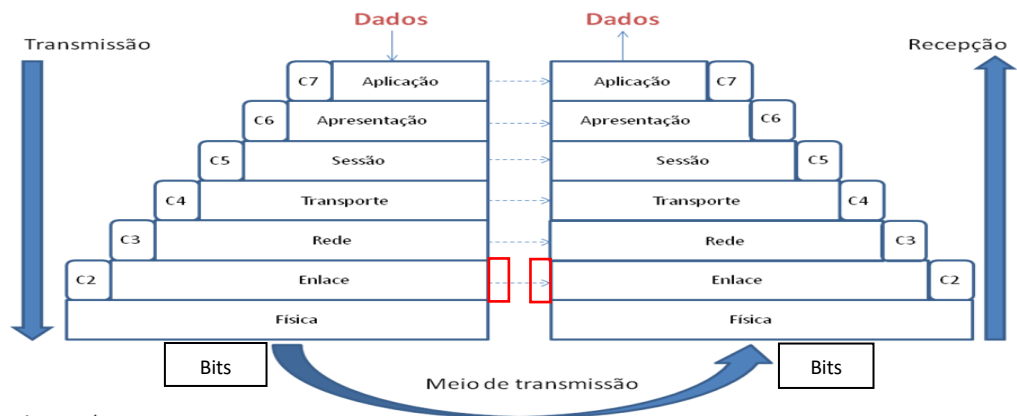 Dados Dados
Transmissão Recepção
C7 Aplicação Aplicação C7
C6 Apresentação Apresentação C6
C5 Sessão Sessão C5
C4 Transporte Transporte C4
C3 Rede Rede C3
C2 Enlace Enlace C2
Física Física
Bits Bits
Meio de transmissão